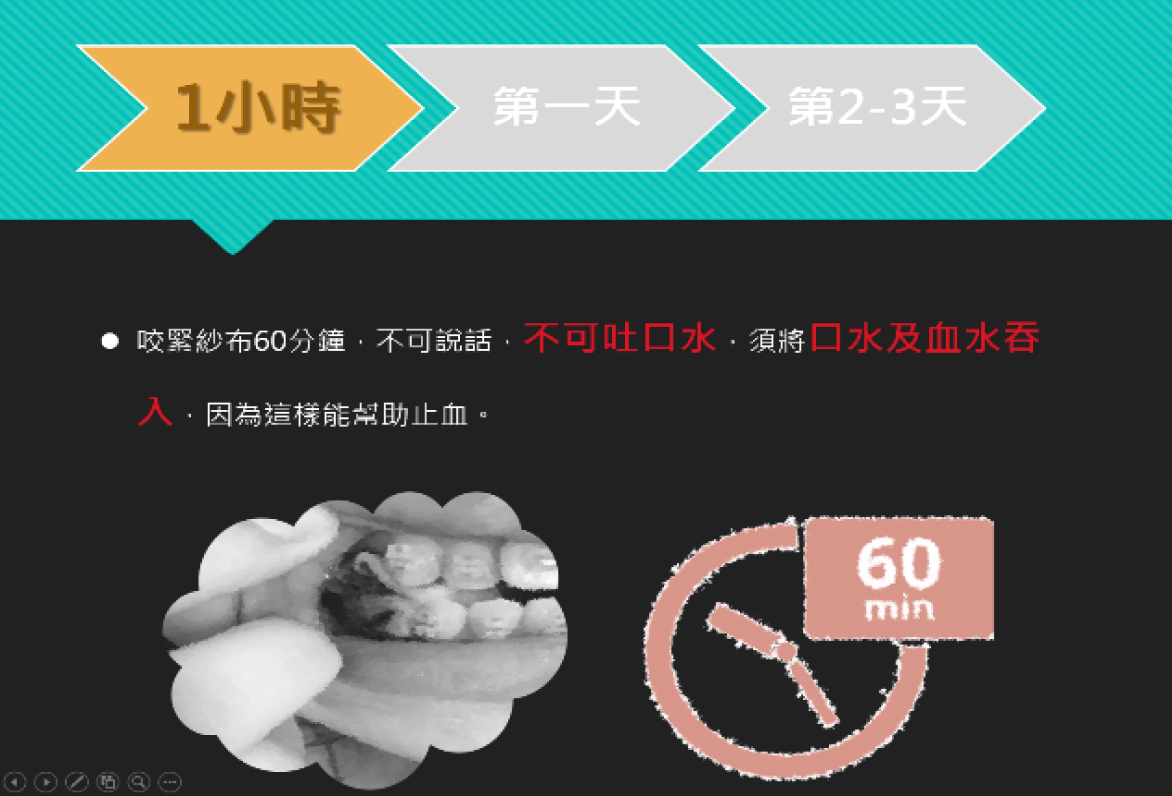 1小時
第一天
第2-3天
● 咬緊紗布60分鐘，不可說話，不可吐口水，須將口水及血水吞
入，因為這樣能幫助止血。
60
min